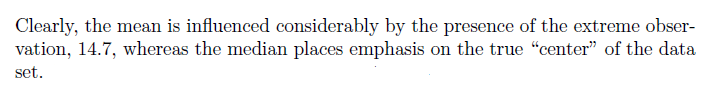 Clearly, the mean is influenced considerably by the presence of the extreme obser-
vation, 14.7, whereas the median places emphasis on the true “center” of the data
set.